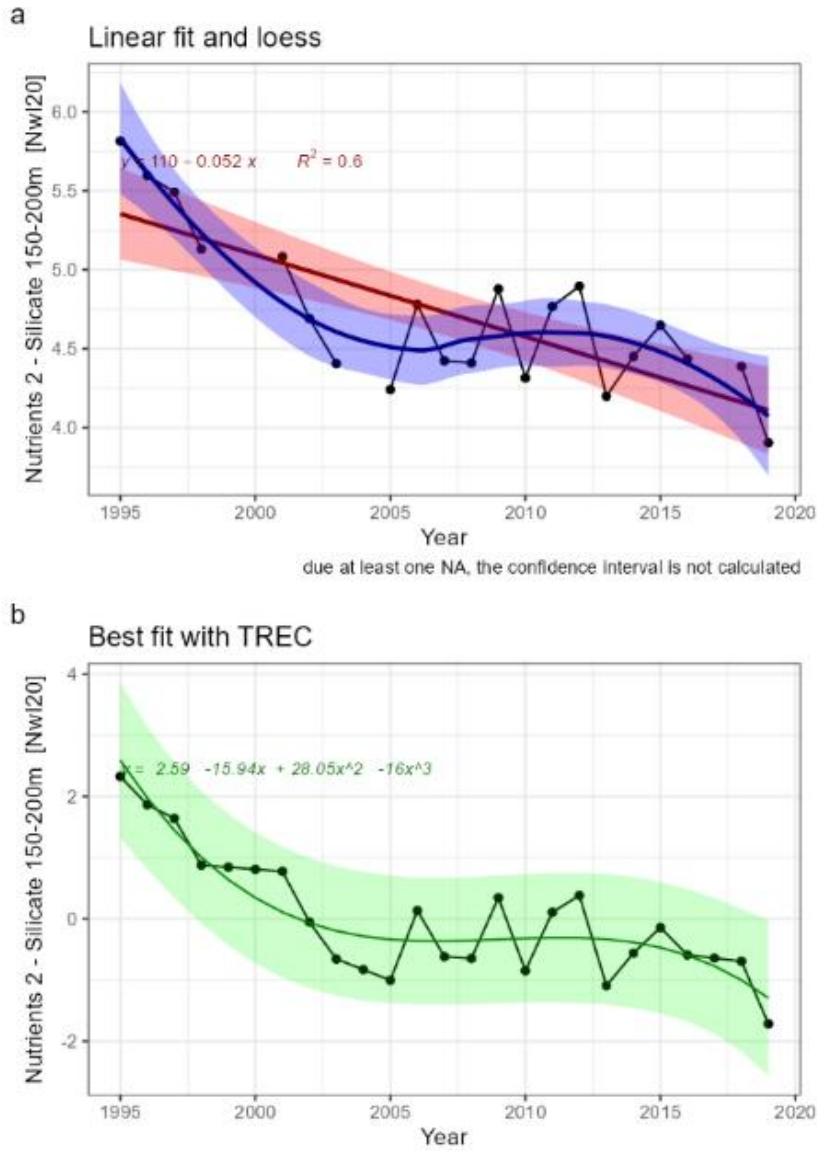 a
Linear fit and loess
Nutrients 2 - Silicate 150-200m [Nwl20]
6.0
5.5
5.0
4.5
4.0
y = 110 - 0.052 x R² = 0.6
1995 2000 2005 2010 2015 2020
Year
due at least one NA, the confidence interval is not calculated
b
Best fit with TREC
Nutrients 2 - Silicate 150-200m [Nwl20]
4
2
0
-2
= 2.59 -15.94x + 28.05x^2 -16x^3
1995 2000 2005 2010 2015 2020
Year